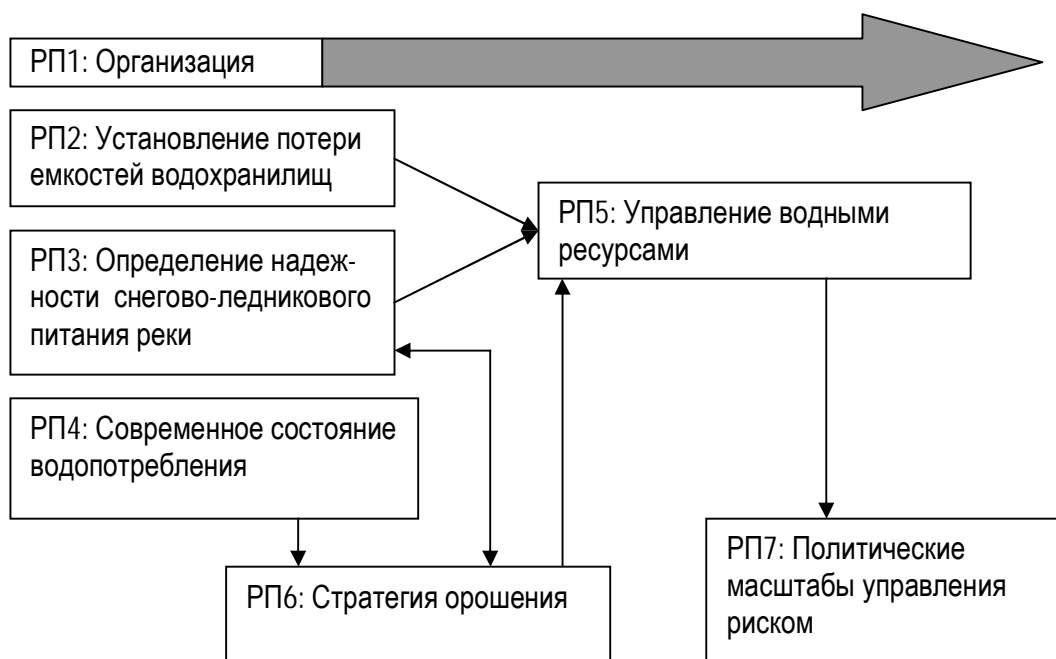 РП1: Организация
РП2: Установление потери
емкостей водохранилищ
РП3: Определение надеж-
ности снегово-ледникового
питания реки
РП4: Современное состояние
водопотребления
РП5: Управление водными
ресурсами
РП6: Стратегия орошения
РП7: Политические
масштабы управления
риском